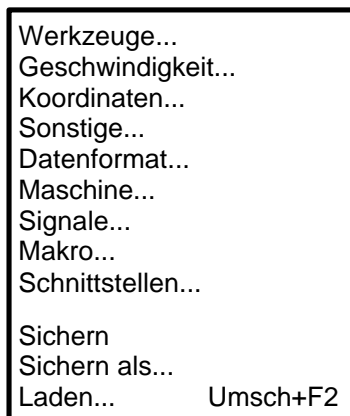 Werkzeuge...
Geschwindigkeit...
Koordinaten...
Sonstige...
Datenformat...
Maschine...
Signale...
Makro...
Schnittstellen...
Sichern
Sichern als...
Laden... Umsch+F2